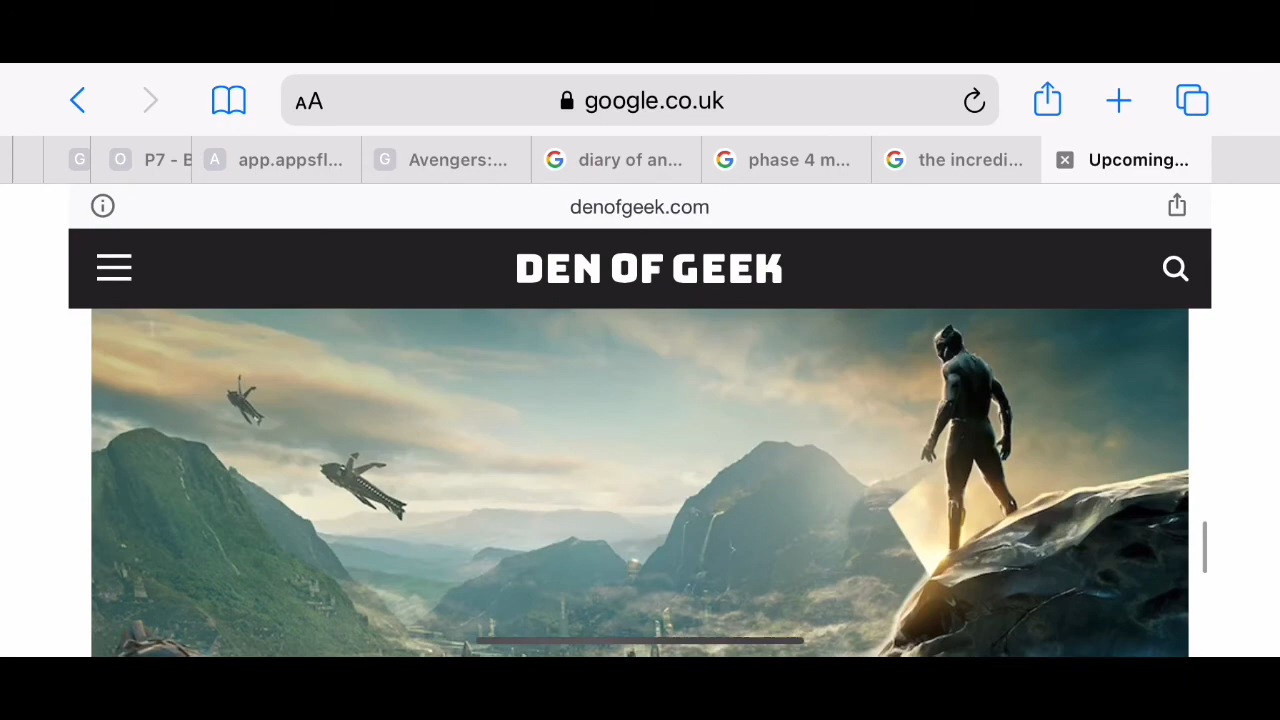 AA google.co.uk
G O P7 - B A app.appsfl... G Avengers:... G diary of an... G phase 4 m... G the incredi... Upcoming...
denofgeek.com
DEN OF GEEK